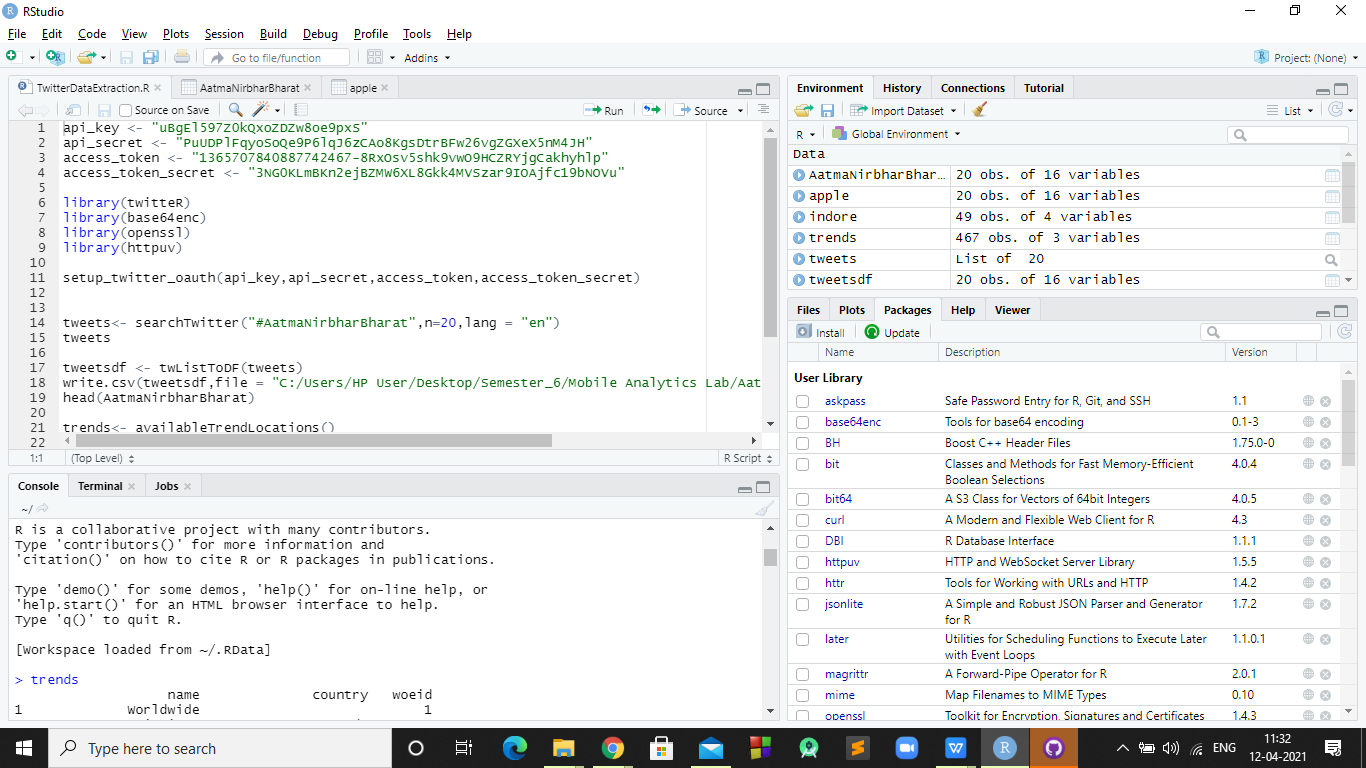 RStudio
File Edit Code View Plots Session Build Debug Profile Tools Help
Go to file/function Addins Project: (None)
TwitterDataExtraction.R AatmaNirbharBharat apple
Source on Save Run Source
1 api_key <-
2 api_secret <-
3 access_token <-
4 access_token_secret <-
5
6 library(twitteR)
7 library(base64enc)
8 library(openssl)
9 library(httpuv)
10
11 setup_twitter_oauth(api_key,api_secret,access_token,access_token_secret)
12
13
14 tweets<- searchTwitter("#AatmaNirbharBharat",n=20,lang = "en")
15 tweets
16
17 tweetsdf <- twListToDF(tweets)
18 write.csv(tweetsdf,file = "C:/Users/HP User/Desktop/Semester_6/Mobile Analytics Lab/Aat
19 head(AatmaNirbharBharat)
20
21 trends<- availableTrendLocations()
22
1:1 (Top Level) R Script
Console Terminal Jobs
~/
R is a collaborative project with many contributors.
Type 'contributors()' for more information and
'citation()' on how to cite R or R packages in publications.
Type 'demo()' for some demos, 'help()' for on-line help, or
'help.start()' for an HTML browser interface to help.
Type 'q()' to quit R.
[Workspace loaded from ~/.RData]
> trends
name country woeid
1 Worldwide 1
Environment History Connections Tutorial
Import Dataset List
R Global Environment
Data
AatmaNirbharBhar… 20 obs. of 16 variables
apple 20 obs. of 16 variables
indore 49 obs. of 4 variables
trends 467 obs. of 3 variables
tweets List of 20
tweetsdf 20 obs. of 16 variables
Files Plots Packages Help Viewer
Install Update
Name Description Version
User Library
askpass Safe Password Entry for R, Git, and SSH 1.1
base64enc Tools for base64 encoding 0.1-3
BH Boost C++ Header Files 1.75.0-0
bit Classes and Methods for Fast Memory-Efficient 4.0.4
Boolean Selections
bit64 A S3 Class for Vectors of 64bit Integers 4.0.5
curl A Modern and Flexible Web Client for R 4.3
DBI R Database Interface 1.1.1
httpuv HTTP and WebSocket Server Library 1.5.5
httr Tools for Working with URLs and HTTP 1.4.2
jsonlite A Simple and Robust JSON Parser and Generator 1.7.2
for R
later Utilities for Scheduling Functions to Execute Later 1.1.0.1
with Event Loops
magrittr A Forward-Pipe Operator for R 2.0.1
mime Map Filenames to MIME Types 0.10
openssl Toolkit for Encryption, Signatures and Certificates 1.4.3
Type here to search
ENG
11:32
12-04-2021